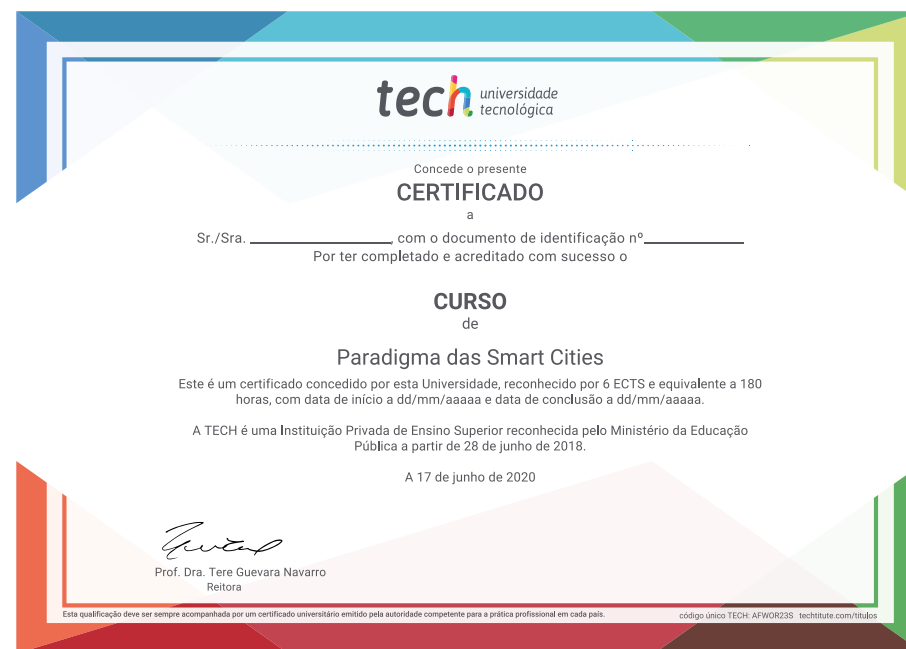 tech universidade
tecnológica
Concede o presente
CERTIFICADO
a
Sr./Sra. ________________, com o documento de identificação nº____________
Por ter completado e acreditado com sucesso o
CURSO
de
Paradigma das Smart Cities
Este é um certificado concedido por esta Universidade, reconhecido por 6 ECTS e equivalente a 180
horas, com data de início a dd/mm/aaaaa e data de conclusão a dd/mm/aaaaa.
A TECH é uma Instituição Privada de Ensino Superior reconhecida pelo Ministério da Educação
Pública a partir de 28 de junho de 2018.
A 17 de junho de 2020
Prof. Dra. Tere Guevara Navarro
Reitora
Esta qualificação deve ser sempre acompanhada por um certificado universitário emitido pela autoridade competente para a prática profissional em cada país.
código único TECH: AFWOR23S techtitute.com/titulos